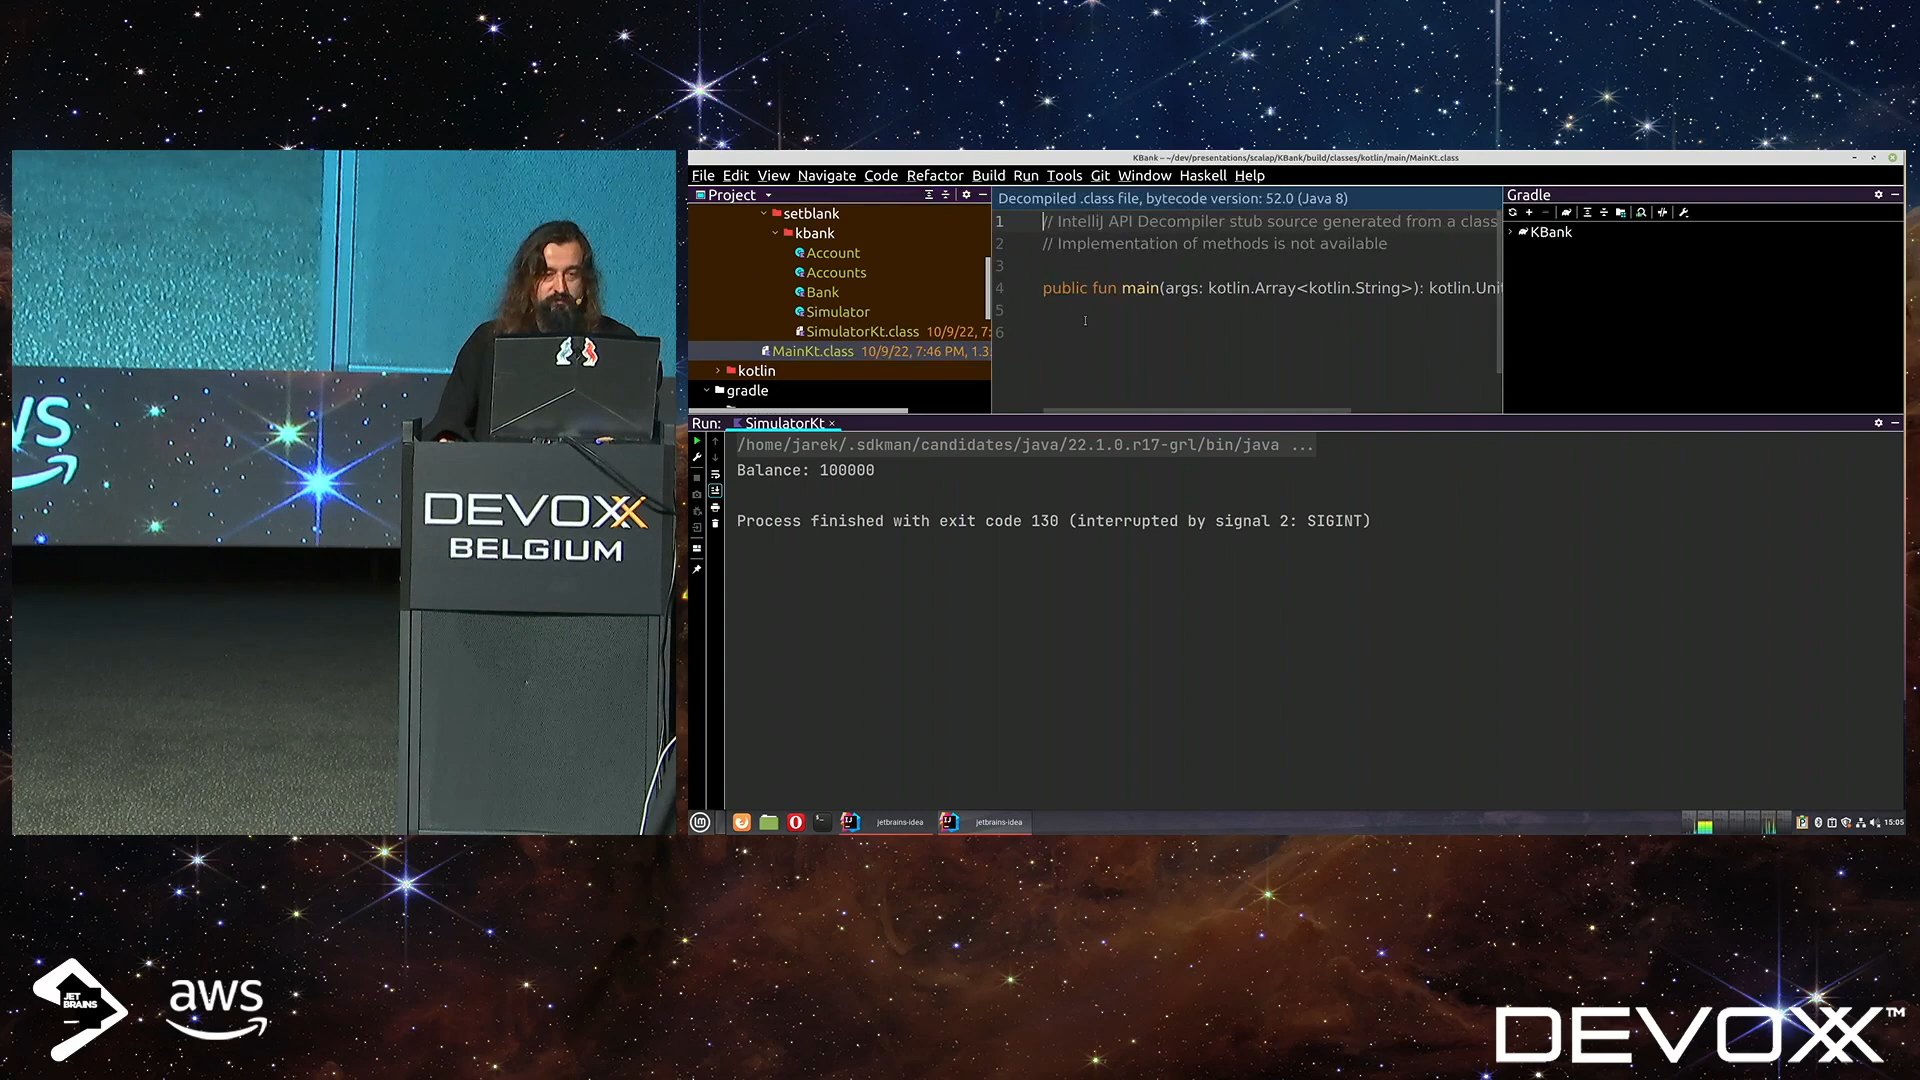 KBank – ~/dev/presentations/scalap/KBank/build/classes/kotlin/main/MainKt.class
File Edit View Navigate Code Refactor Build Run Tools Git Window Haskell Help
Project
setblank
kbank
Account
Accounts
Bank
Simulator
SimulatorKt.class 10/9/22, 7:
MainKt.class 10/9/22, 7:46 PM, 1.3
kotlin
gradle
Decompiled .class file, bytecode version: 52.0 (Java 8)
1 // IntelliJ API Decompiler stub source generated from a class
2 // Implementation of methods is not available
3
4 public fun main(args: kotlin.Array<kotlin.String>): kotlin.Unit
5
6
Gradle
KBank
Run: SimulatorKt
/home/jarek/.sdkman/candidates/java/22.1.0.r17-grl/bin/java ...
Balance: 100000
Process finished with exit code 130 (interrupted by signal 2: SIGINT)
jetbrains-idea
jetbrains-idea
15:05
WS
DEVOXX
BELGIUM
JET
BRAINS
aws
DEVOXX™